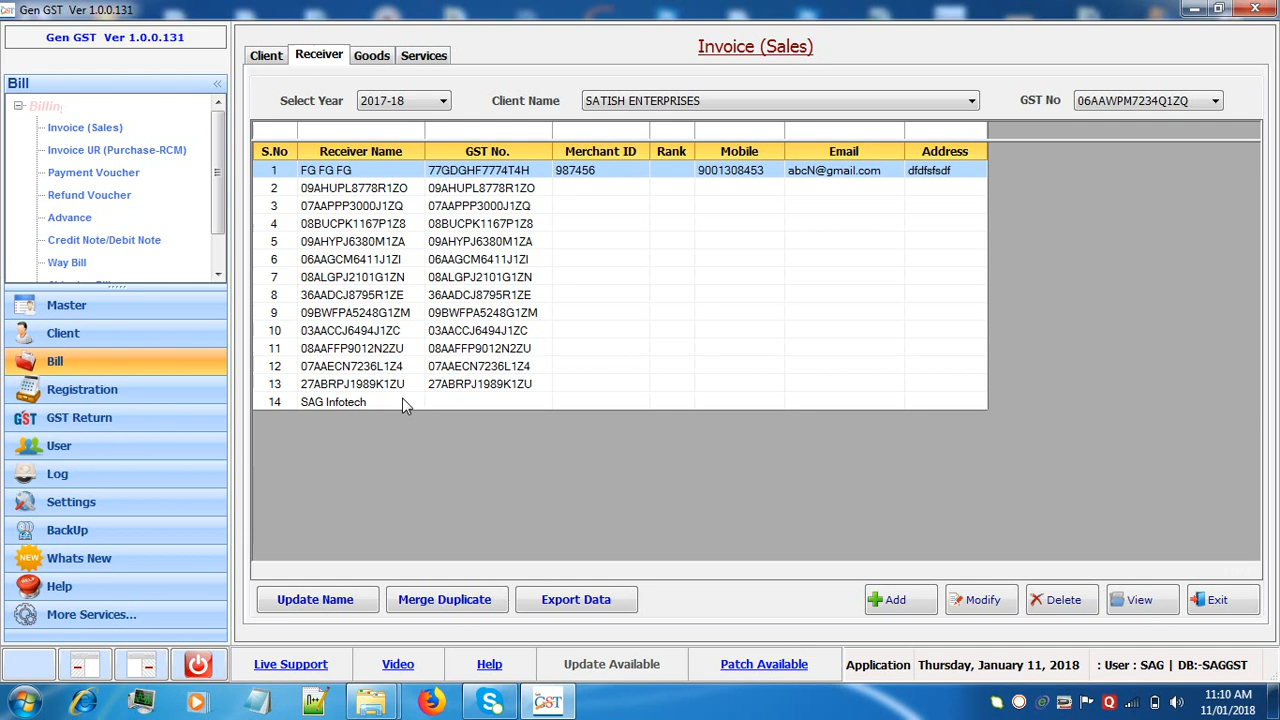 Gen GST Ver 1.0.0.131
Gen GST Ver 1.0.0.131
Bill
Billing
Invoice (Sales)
Invoice UR (Purchase-RCM)
Payment Voucher
Refund Voucher
Advance
Credit Note/Debit Note
Way Bill
Master
Client
Bill
Registration
GST GST Return
User
Log
Settings
BackUp
NEW Whats New
Help
More Services...
Invoice (Sales)
Client Receiver Goods Services
Select Year 2017-18 Client Name SATISH ENTERPRISES GST No 06AAWPM7234Q1ZQ
S.No Receiver Name GST No. Merchant ID Rank Mobile Email Address
1 FG FG FG 77GDGHF7774T4H 987456 9001308453 abcN@gmail.com dfdfsfsdf
2 09AHUPL8778R1ZO 09AHUPL8778R1ZO
3 07AAPPP3000J1ZQ 07AAPPP3000J1ZQ
4 08BUCPK1167P1Z8 08BUCPK1167P1Z8
5 09AHYPJ6380M1ZA 09AHYPJ6380M1ZA
6 06AAGCM6411J1ZI 06AAGCM6411J1ZI
7 08ALGPJ2101G1ZN 08ALGPJ2101G1ZN
8 36AADCJ8795R1ZE 36AADCJ8795R1ZE
9 09BWFPA5248G1ZM 09BWFPA5248G1ZM
10 03AACCJ6494J1ZC 03AACCJ6494J1ZC
11 08AAFFP9012N2ZU 08AAFFP9012N2ZU
12 07AAECN7236L1Z4 07AAECN7236L1Z4
13 27ABRPJ1989K1ZU 27ABRPJ1989K1ZU
14 SAG Infotech
Update Name Merge Duplicate Export Data Add Modify Delete View Exit
Live Support Video Help Update Available Patch Available Application Thursday, January 11, 2018 : User : SAG | DB:-SAGGST
GST
11:10 AM
11/01/2018